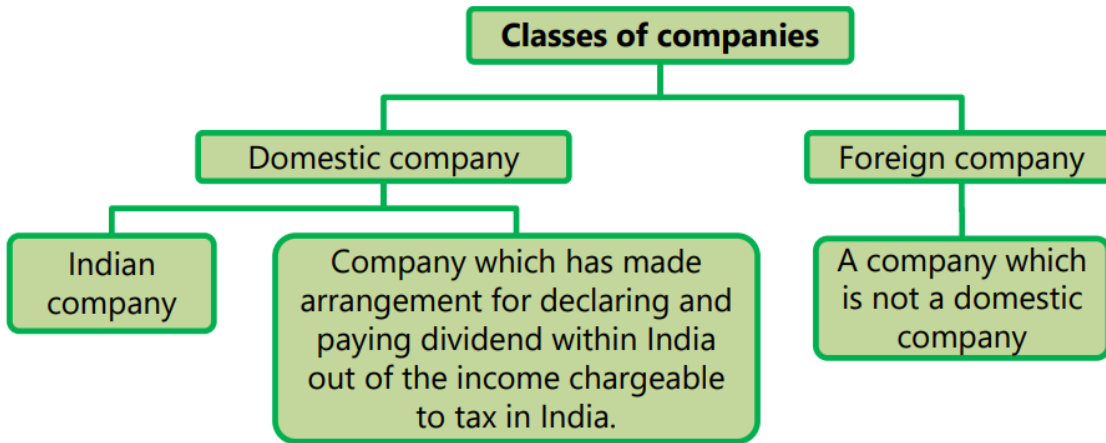 Classes of companies
Domestic company
Foreign company
Indian
company
Company which has made
arrangement for declaring and
paying dividend within India
out of the income chargeable
to tax in India.
A company which
is not a domestic
company